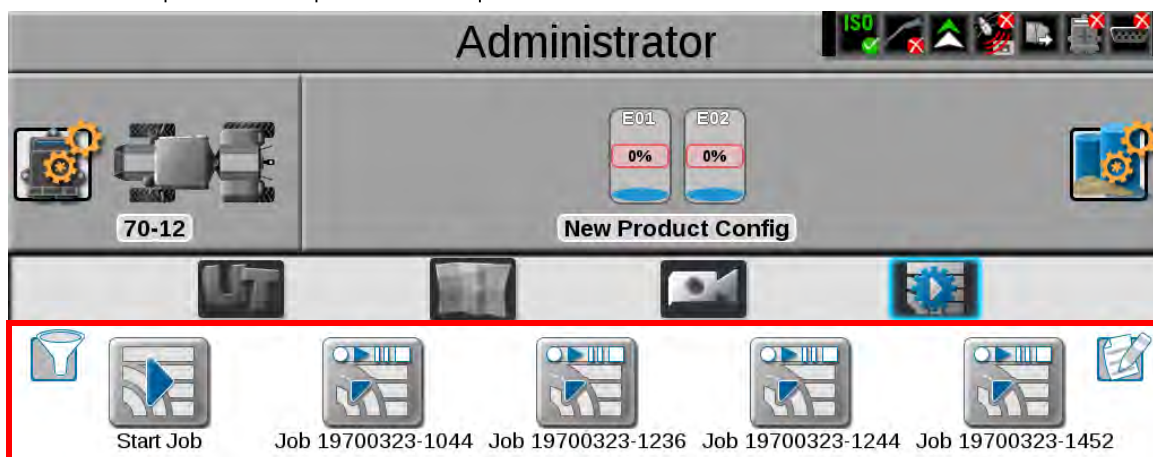 Administrator
ISO
E01 E02
0% 0%
70-12
New Product Config
UT
Start Job
Job 19700323-1044
Job 19700323-1236
Job 19700323-1244
Job 19700323-1452